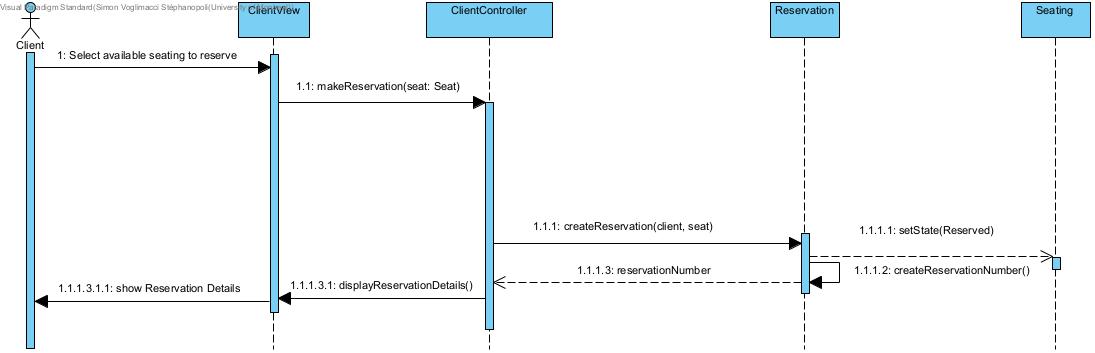 Visual Paradigm Standard(Simon Voglimacci Stéphanopoli(University
ClientView
ClientController
Reservation
Seating
Client
1: Select available seating to reserve
1.1: makeReservation(seat: Seat)
1.1.1: createReservation(client, seat)
1.1.1.1: setState(Reserved)
1.1.1.3: reservationNumber
1.1.1.2: createReservationNumber()
1.1.1.3.1.1: show Reservation Details
1.1.1.3.1: displayReservationDetails()